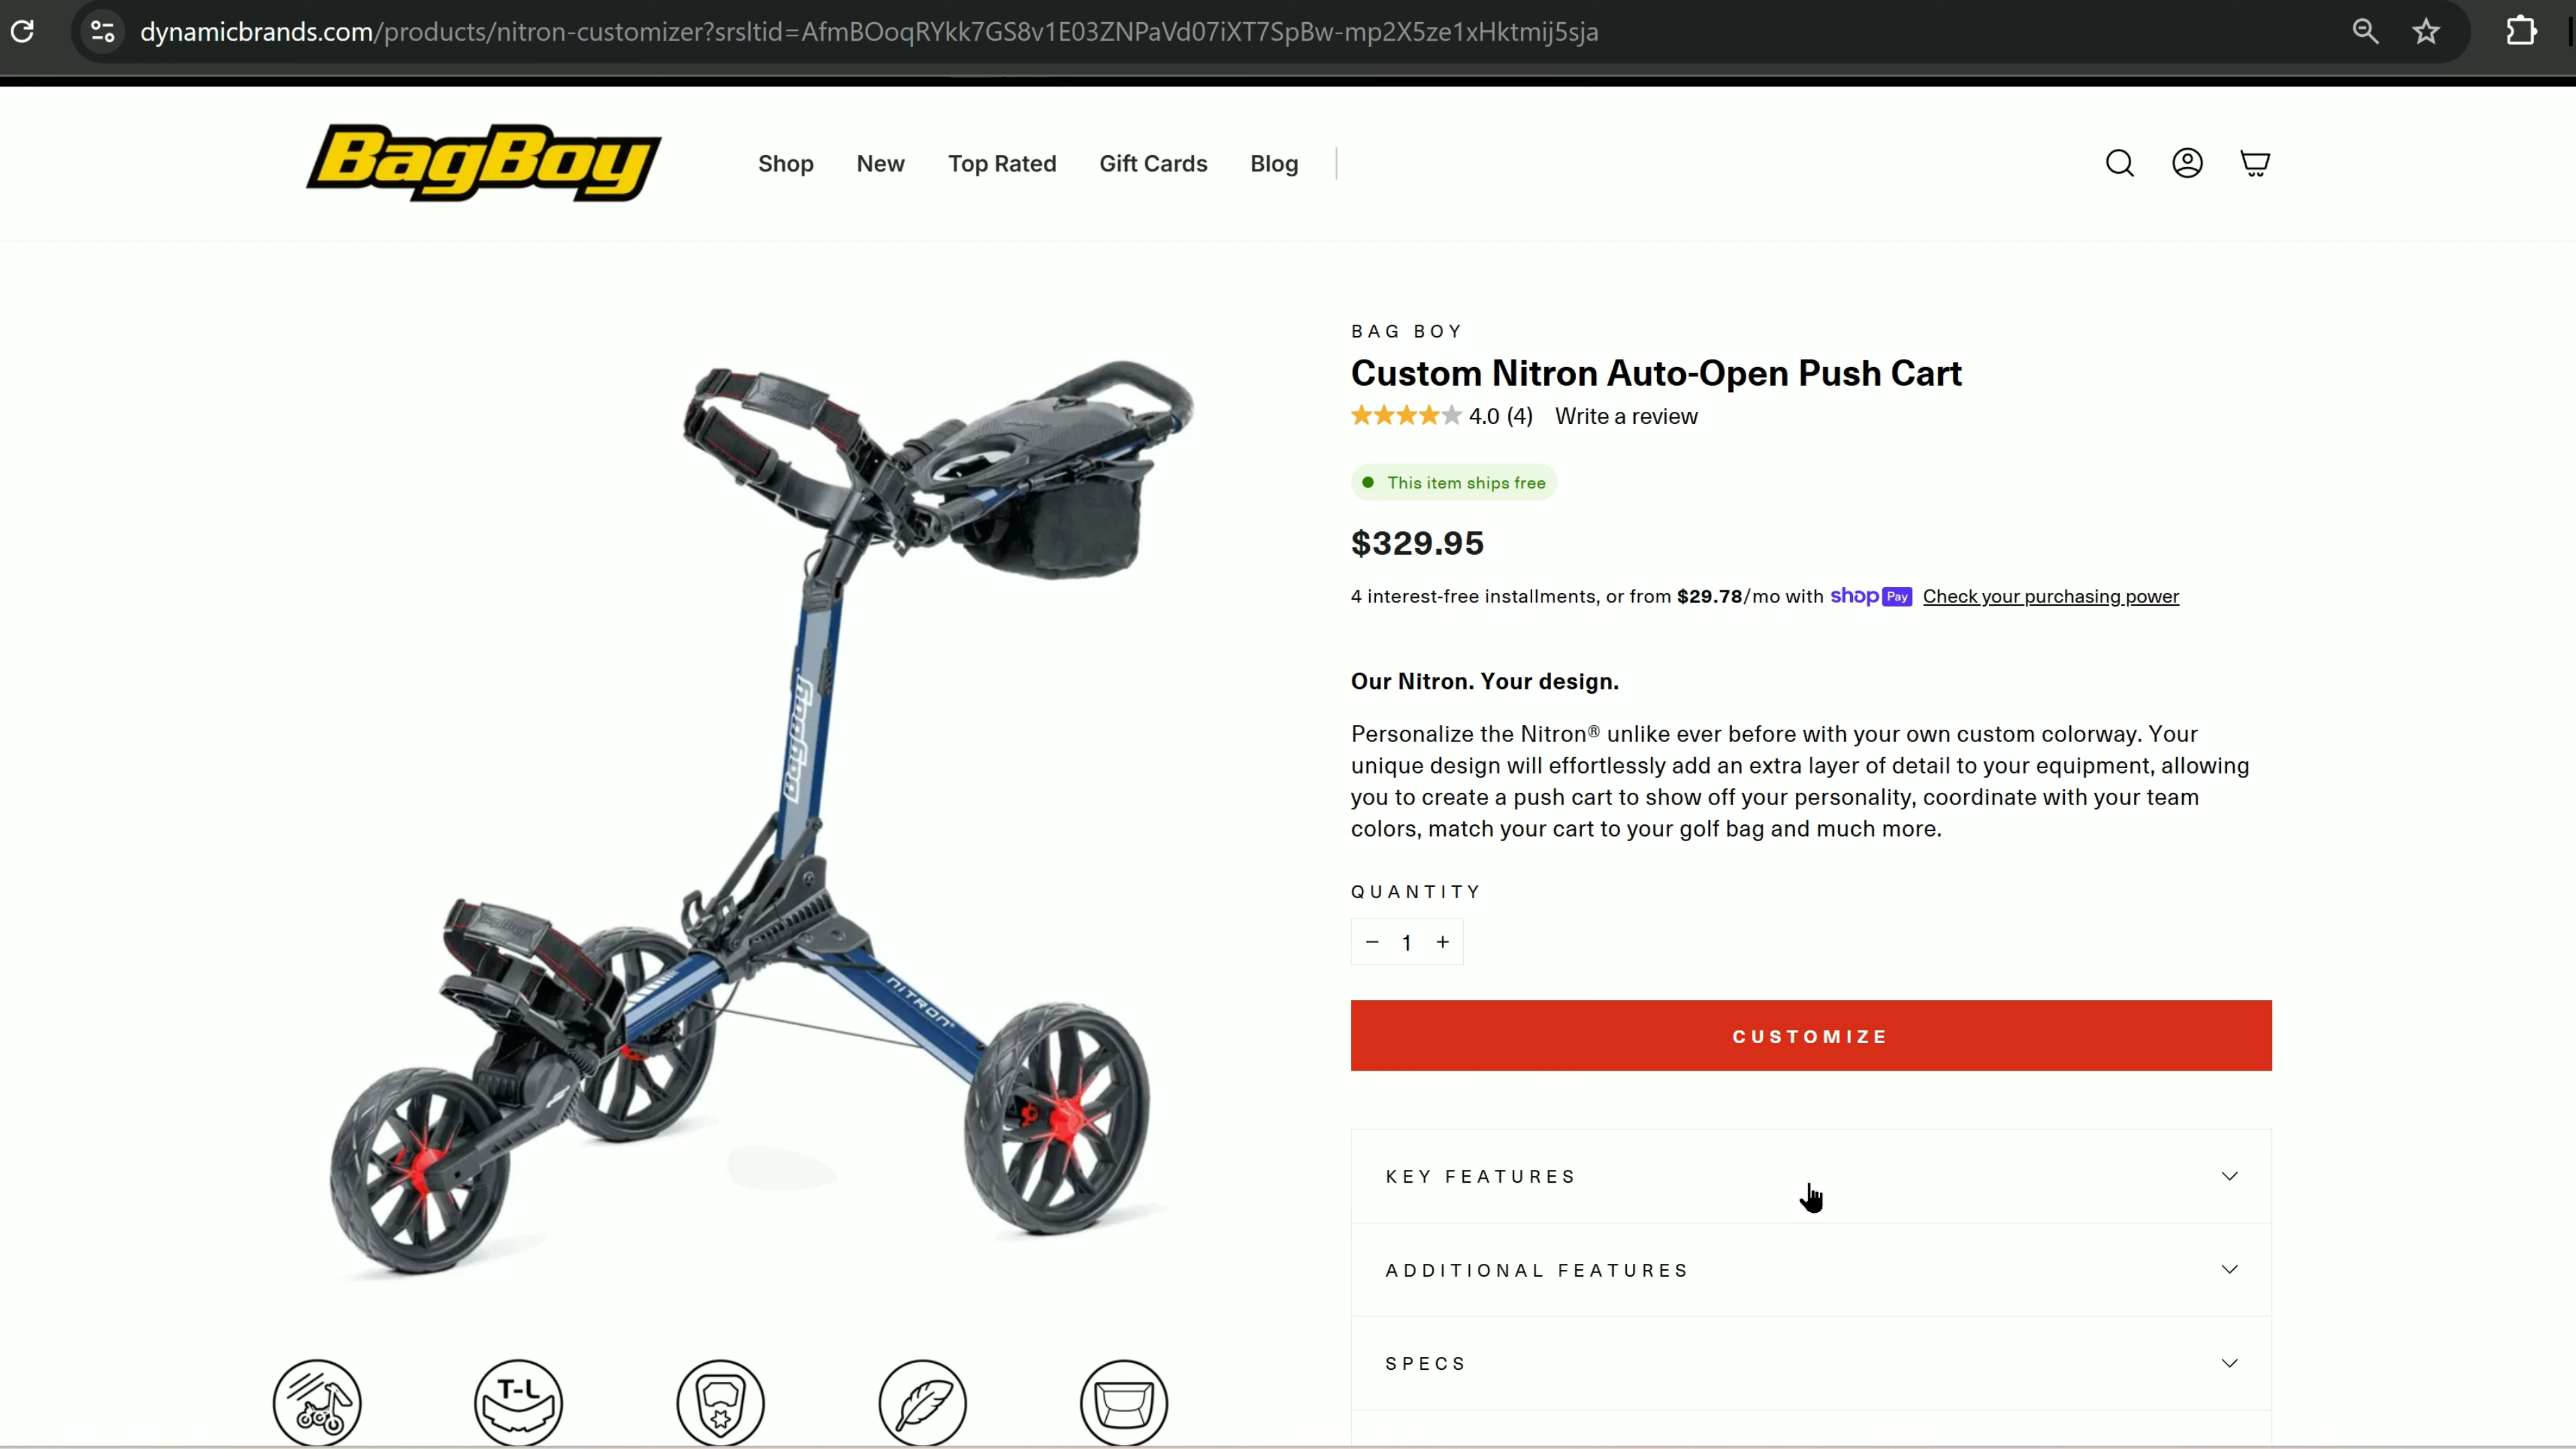 dynamicbrands.com/products/nitron-customizer?srsltid=AfmBOoqRYkk7GS8v1E03ZNPaVd07iXT7SpBw-mp2X5ze1xHktmij5sja
BagBoy
Shop
New
Top Rated
Gift Cards
Blog
BAG BOY
Custom Nitron Auto-Open Push Cart
4.0 (4) Write a review
This item ships free
$329.95
4 interest-free installments, or from $29.78/mo with shop Pay Check your purchasing power
Our Nitron. Your design.
Personalize the Nitron® unlike ever before with your own custom colorway. Your
unique design will effortlessly add an extra layer of detail to your equipment, allowing
you to create a push cart to show off your personality, coordinate with your team
colors, match your cart to your golf bag and much more.
QUANTITY
− 1 +
CUSTOMIZE
KEY FEATURES
ADDITIONAL FEATURES
SPECS
BagBoy
NITRON
T-L